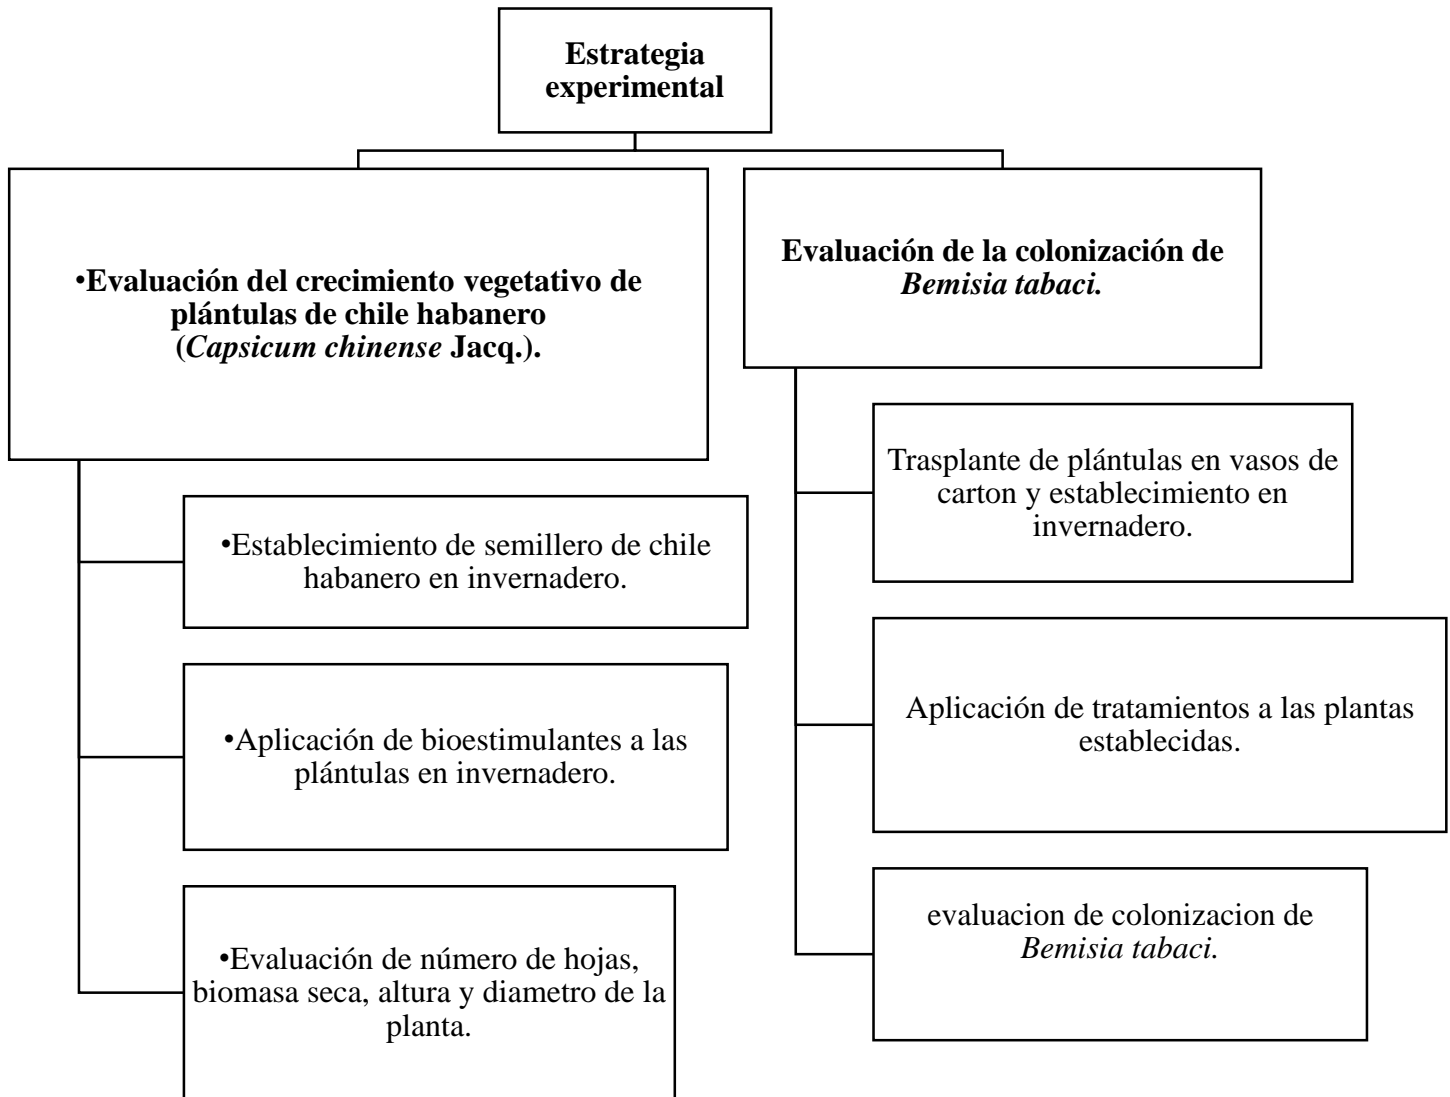 Estrategia
experimental
•Evaluación del crecimiento vegetativo de
plántulas de chile habanero
(Capsicum chinense Jacq.).
•Establecimiento de semillero de chile
habanero en invernadero.
•Aplicación de bioestimulantes a las
plántulas en invernadero.
•Evaluación de número de hojas,
biomasa seca, altura y diametro de la
planta.
Evaluación de la colonización de
Bemisia tabaci.
Trasplante de plántulas en vasos de
carton y establecimiento en
invernadero.
Aplicación de tratamientos a las plantas
establecidas.
evaluacion de colonizacion de
Bemisia tabaci.